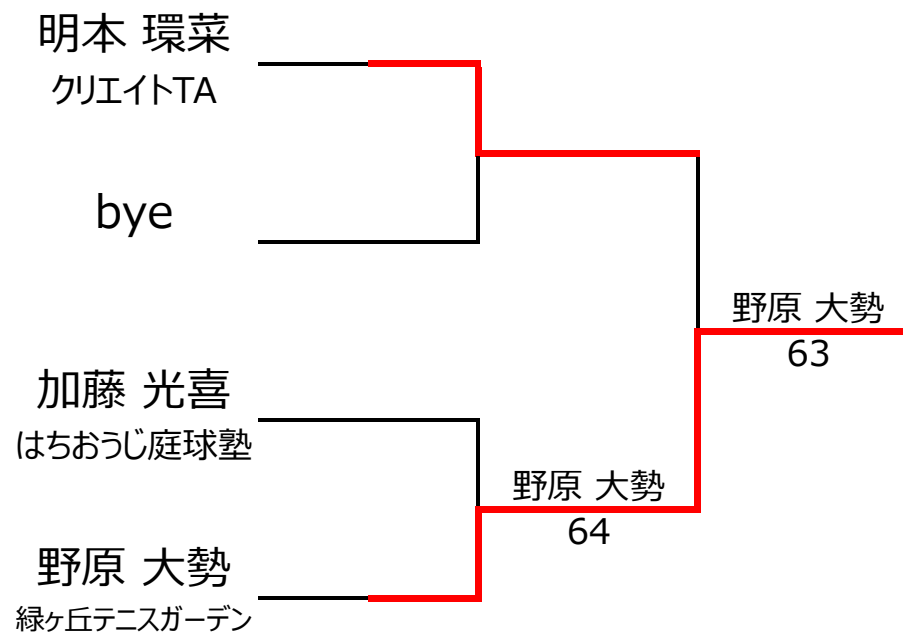 明本 環菜
クリエイトTA
bye
加藤 光喜
はちおうじ庭球塾
野原 大勢
緑ヶ丘テニスガーデン
野原 大勢
64
野原 大勢
63